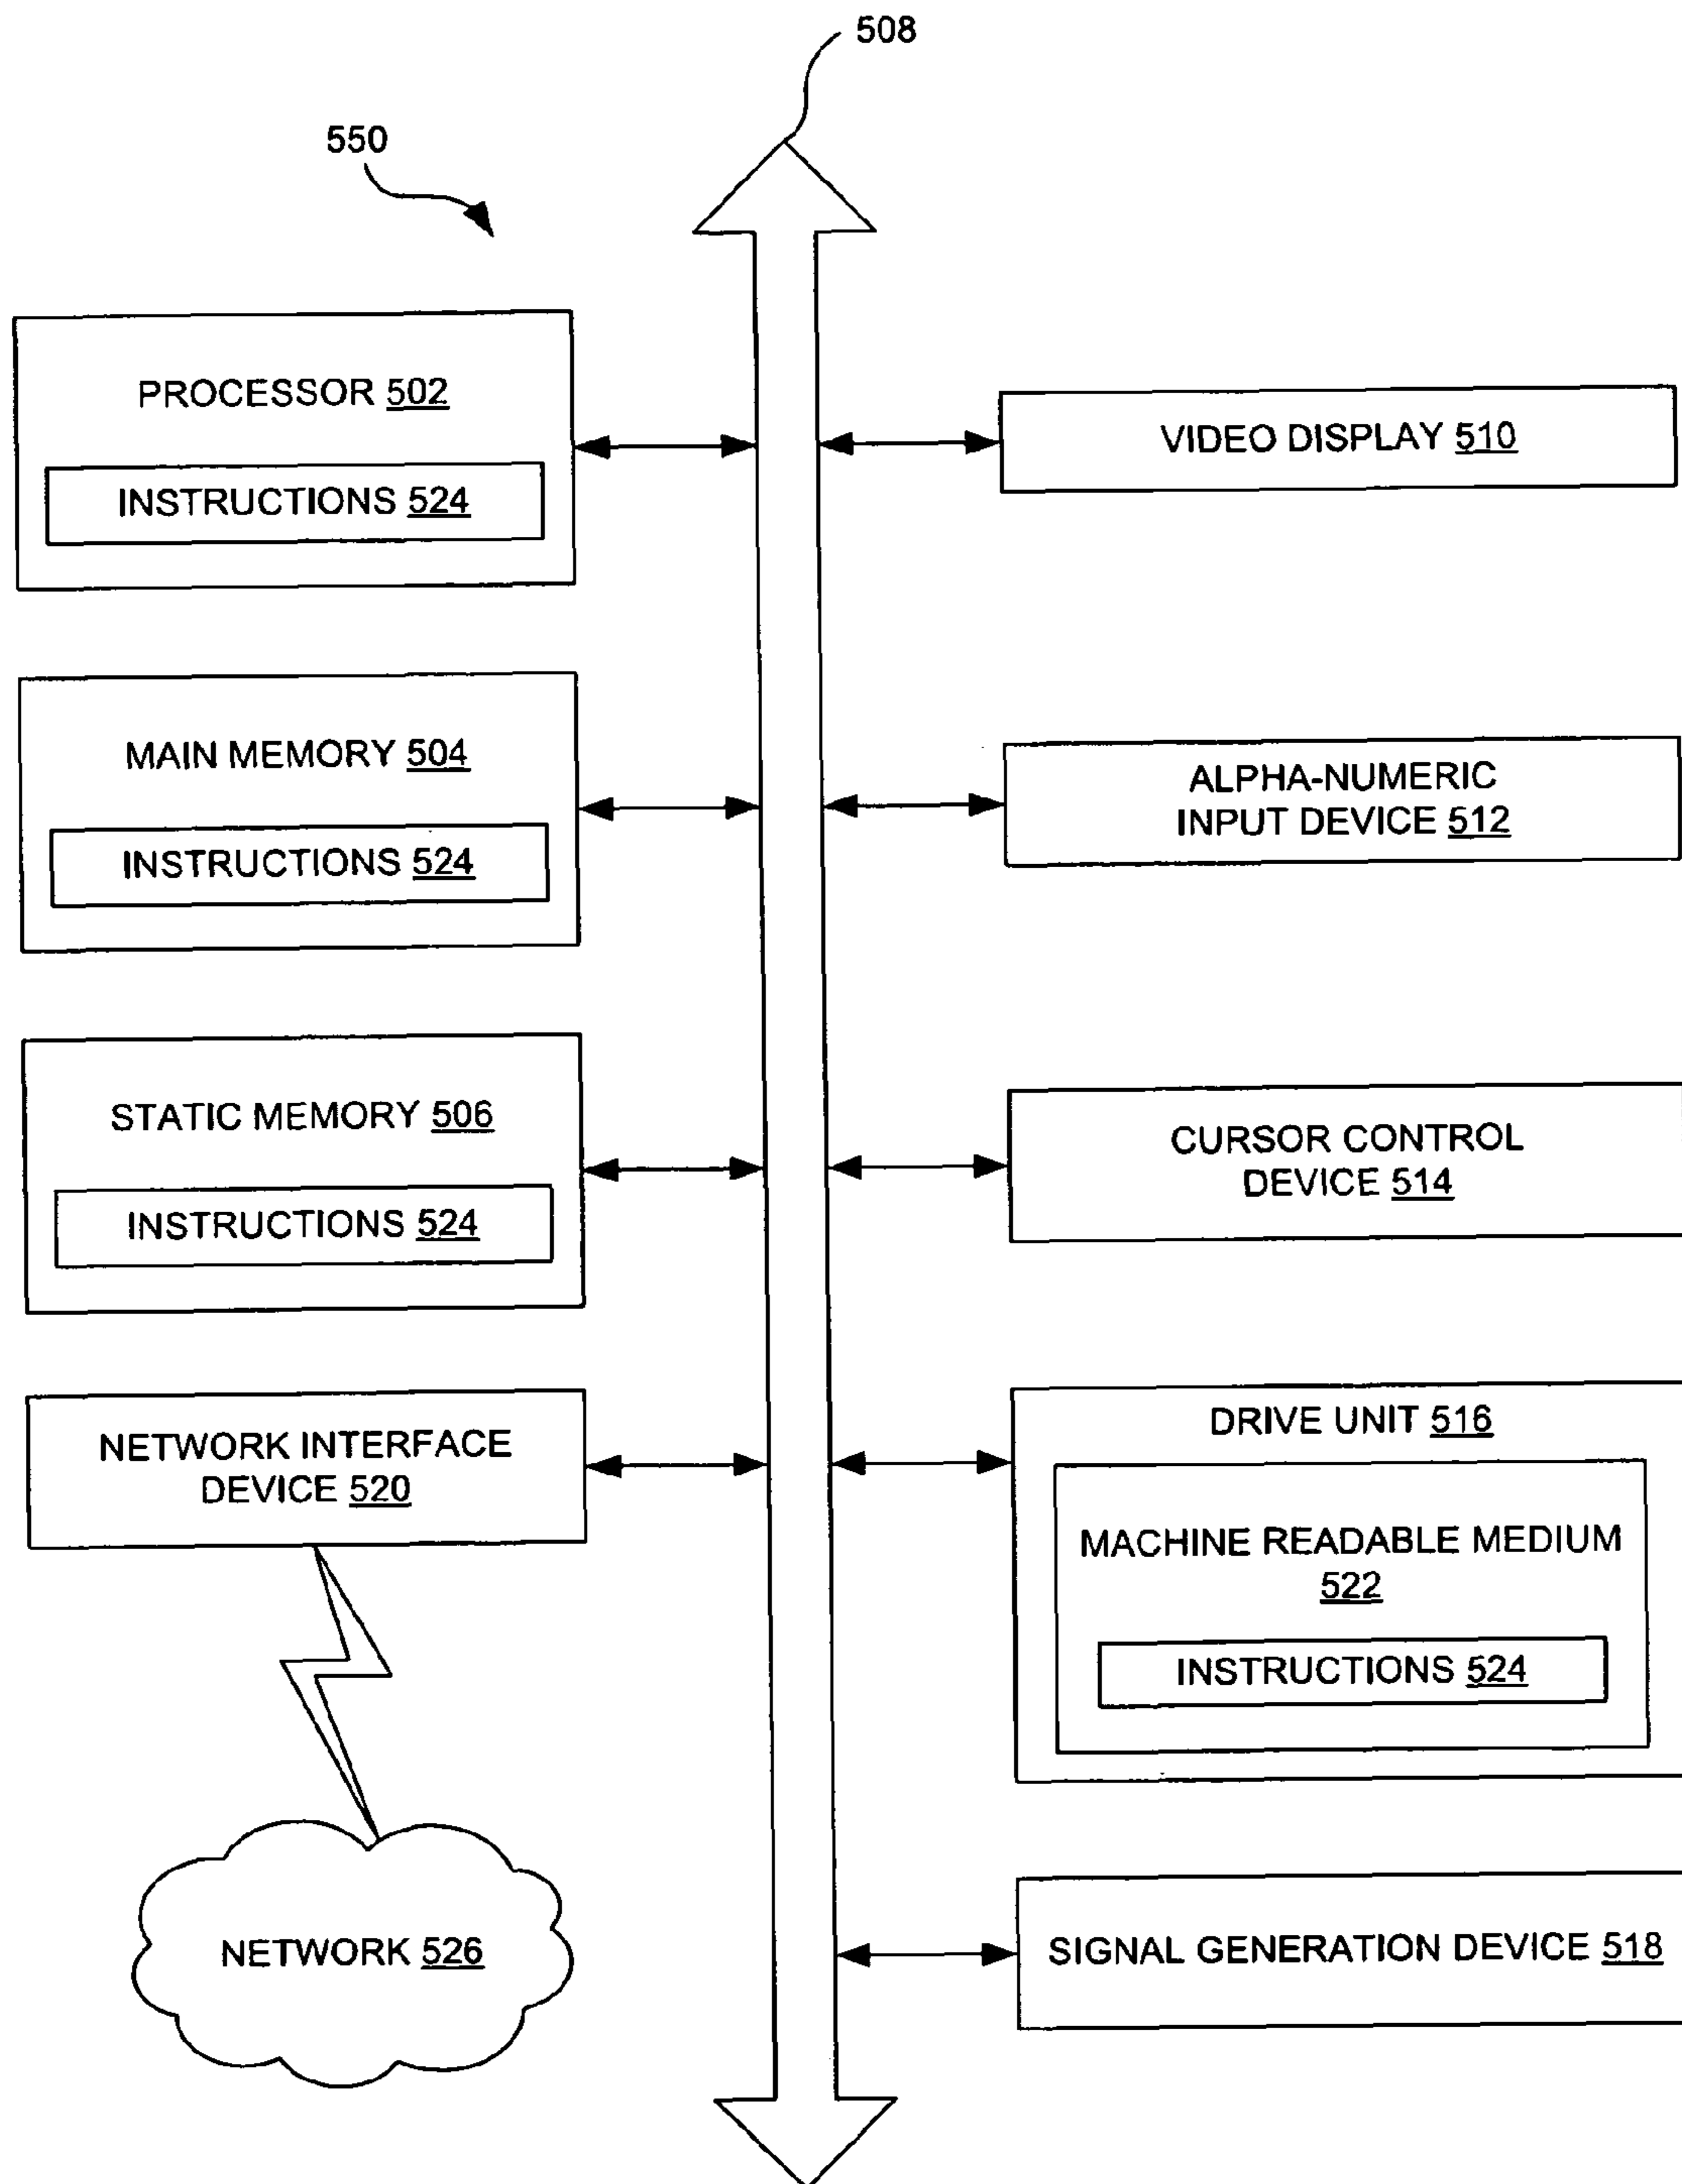 508
550
PROCESSOR 502
INSTRUCTIONS 524
MAIN MEMORY 504
INSTRUCTIONS 524
STATIC MEMORY 506
INSTRUCTIONS 524
NETWORK INTERFACE
DEVICE 520
NETWORK 526
VIDEO DISPLAY 510
ALPHA-NUMERIC
INPUT DEVICE 512
CURSOR CONTROL
DEVICE 514
DRIVE UNIT 516
MACHINE READABLE MEDIUM
522
INSTRUCTIONS 524
SIGNAL GENERATION DEVICE 518